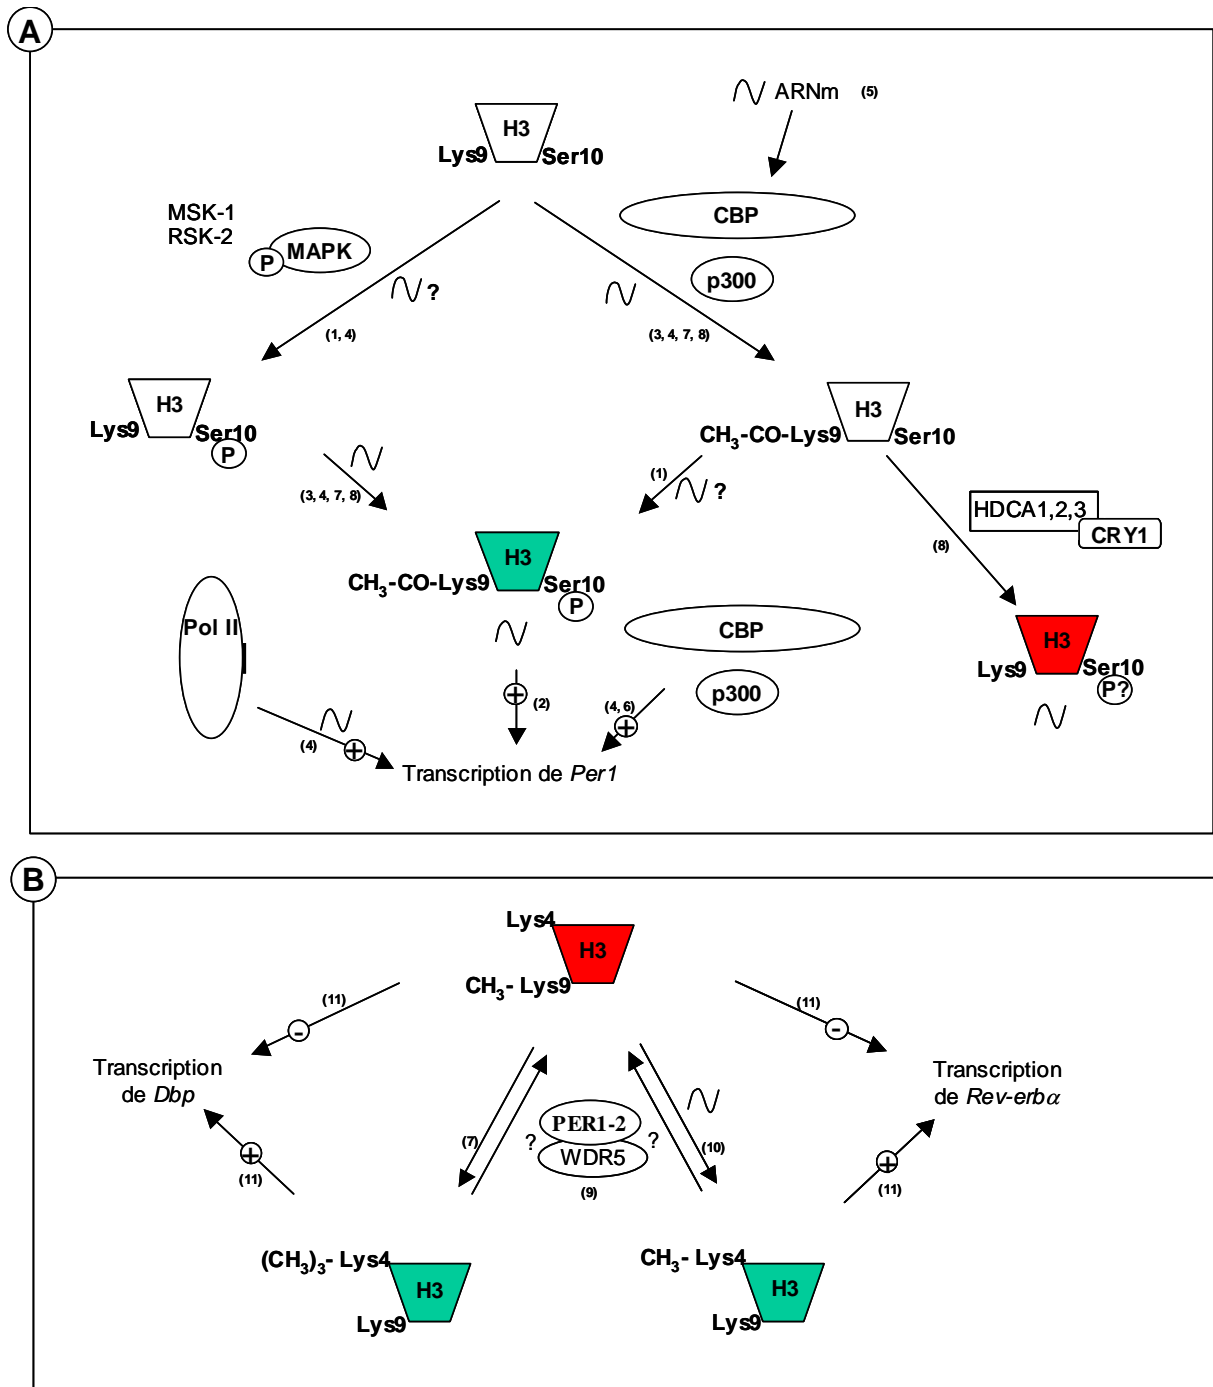 A
ARNm (5)
H3
Lys9 Ser10
MSK-1
RSK-2
MAPK
P
CBP
p300
?
(1, 4)
(3, 4, 7, 8)
H3
Lys9 Ser10
P
H3
CH3-CO-Lys9 Ser10
(3, 4, 7, 8)
(1)
?
HDCA1,2,3
CRY1
(8)
H3
CH3-CO-Lys9 Ser10
P
Pol II
CBP
p300
H3
Lys9 Ser10
P?
+ (2)
(4, 6)
+
(4) +
Transcription de Per1
B
Lys4
H3
CH3- Lys9
(11)
-
(11)
-
Transcription
de Dbp
Transcription
de Rev-erbα
(7)
? PER1-2 ?
WDR5
(9)
(10)
+
(11)
+
(11)
(CH3)3- Lys4
H3
Lys9
CH3- Lys4
H3
Lys9